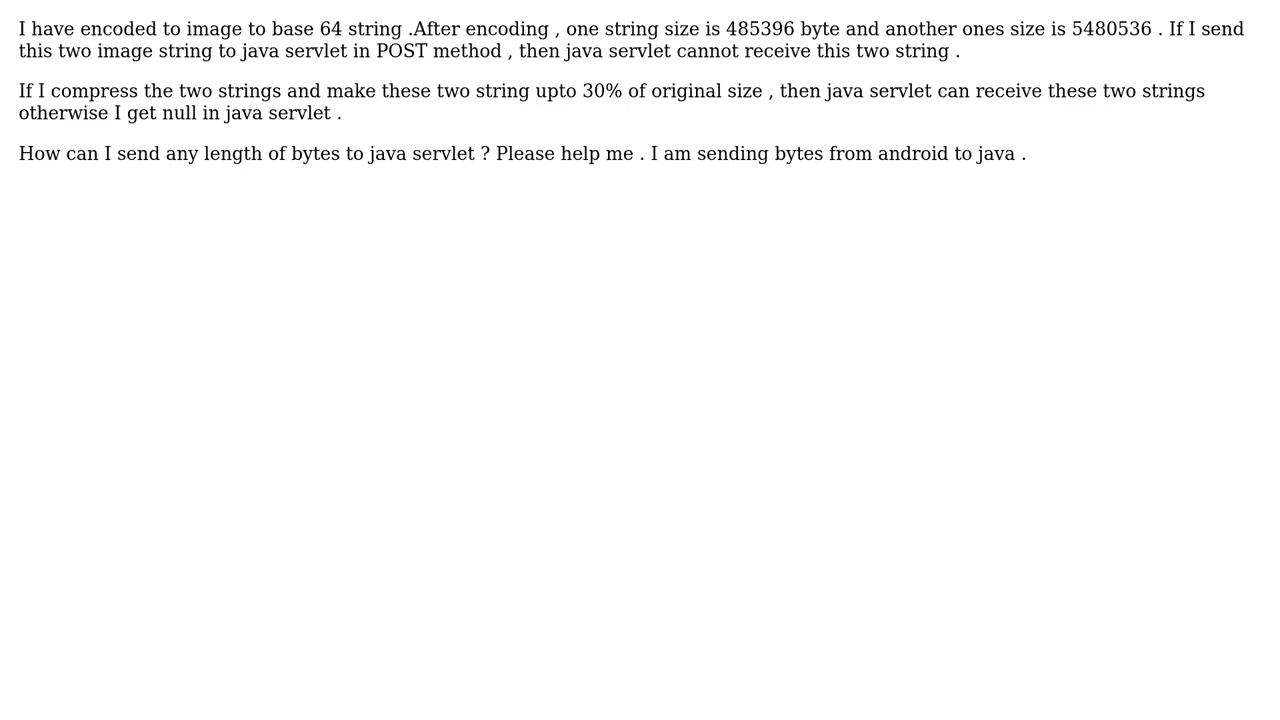 I have encoded to image to base 64 string .After encoding , one string size is 485396 byte and another ones size is 5480536 . If I send
this two image string to java servlet in POST method , then java servlet cannot receive this two string .
If I compress the two strings and make these two string upto 30% of original size , then java servlet can receive these two strings
otherwise I get null in java servlet .
How can I send any length of bytes to java servlet ? Please help me . I am sending bytes from android to java .